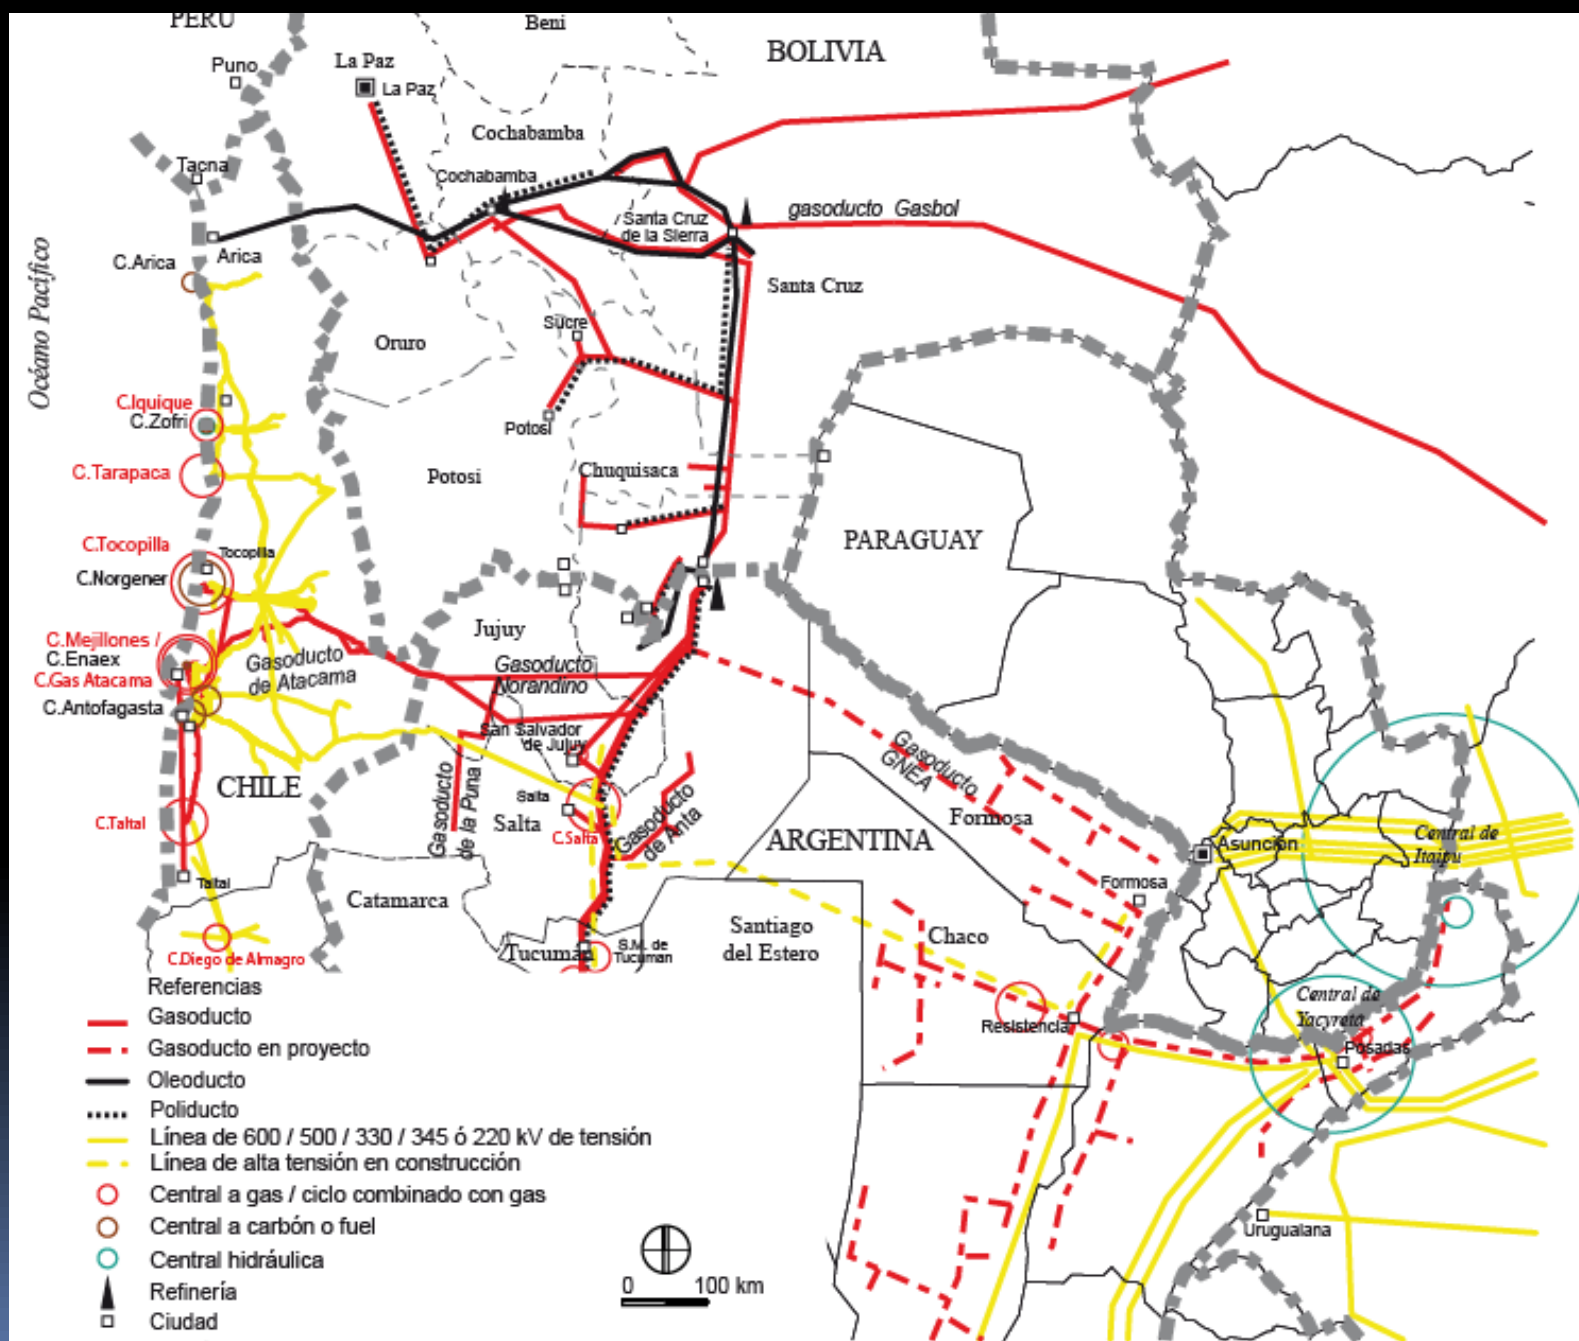 PERU
Beni
BOLIVIA
Puno
La Paz
La Paz
Cochabamba
Tacna
Cochabamba
gasoducto Gasbol
Santa Cruz
de la Sierra
Arica
C.Arica
Océano Pacífico
Santa Cruz
Oruro
Sucre
C.Iquique
C.Zofri
Potosi
C.Tarapaca
Potosi
Chuquisaca
C.Tocopilla
Tocopilla
C.Norgener
PARAGUAY
Jujuy
C.Mejillones /
C.Enaex
C.Gas Atacama
Gasoducto
de Atacama
Gasoducto
Norandino
C.Antofagasta
San Salvador
de Jujuy
Gasoducto
GNEA
CHILE
Gasoducto
de la Puna
Salta
Salta
C.Salta
Gasoducto
de Anta
C.Taltal
Formosa
ARGENTINA
Central de
Itaipu
Asunción
Taltal
Catamarca
Formosa
Santiago
del Estero
Chaco
Tucumán
S.M. de
Tucuman
C.Diego de Almagro
Central de
Yacyretá
Resistencia
Posadas
Referencias
Gasoducto
Gasoducto en proyecto
Oleoducto
Poliducto
Línea de 600 / 500 / 330 / 345 ó 220 kV de tensión
Línea de alta tensión en construcción
Central a gas / ciclo combinado con gas
Central a carbón o fuel
Central hidráulica
Refinería
Ciudad
0 100 km
Uruguaiana